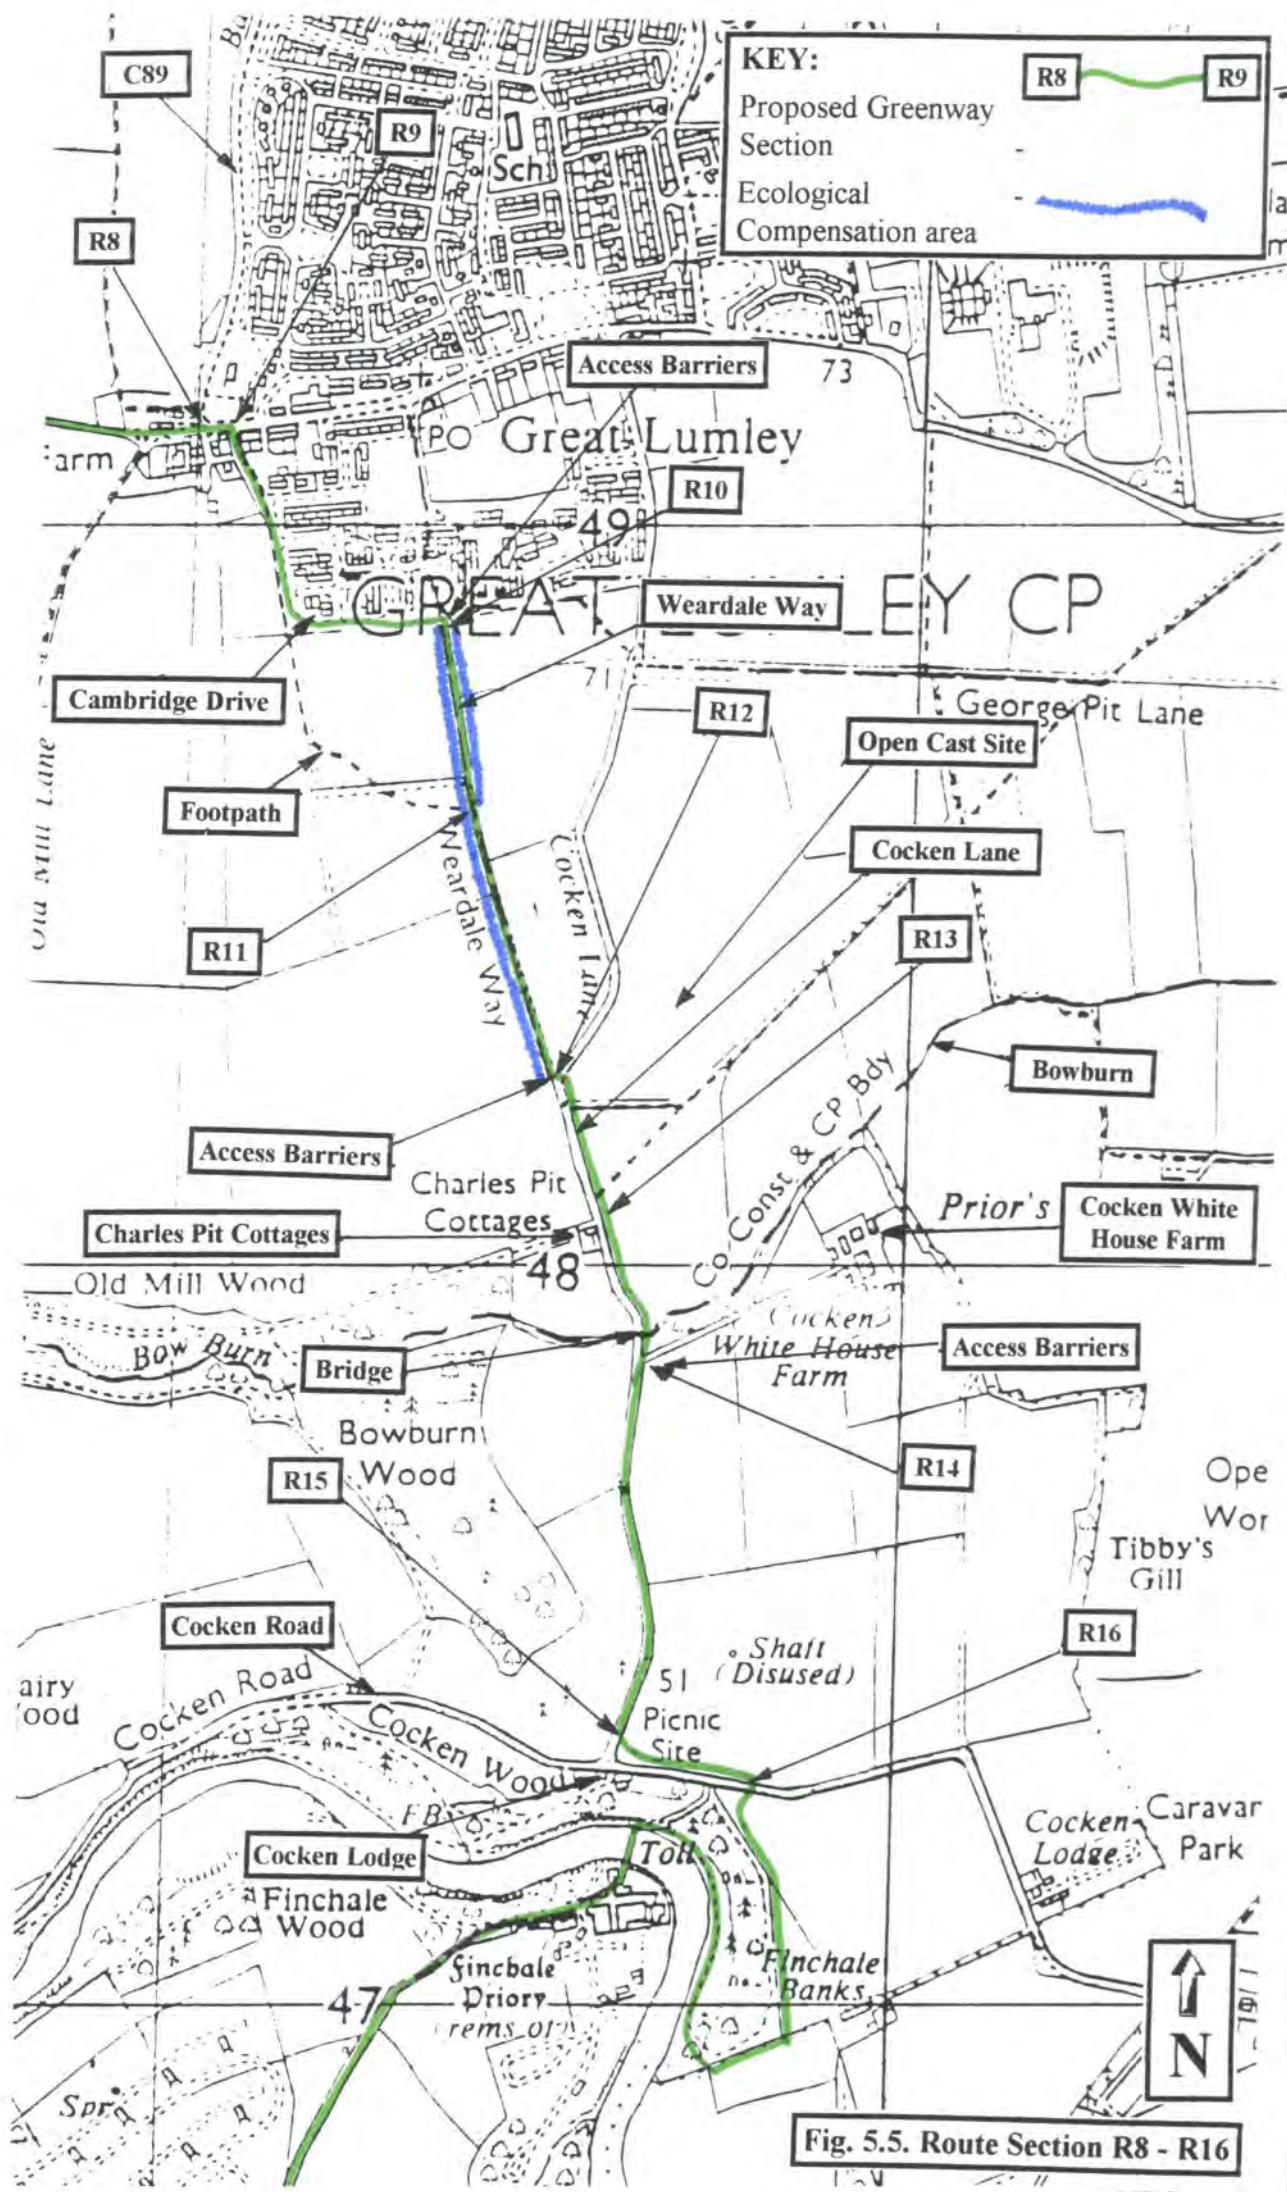 C89
R9
R8
Sch
KEY:
R8
R9
Proposed Greenway
Section
-
Ecological
-
Compensation area
Access Barriers
73
PO
Great Lumley
arm
R10
49
Weardale Way
Cambridge Drive
71
R12
George Pit Lane
Open Cast Site
Footpath
Old Mill Lane
Cocken Lane
Weardale Way
Cocken Lane
R11
R13
Bowburn
Access Barriers
Co Const & CP Bdy
Charles Pit
Cottages
Charles Pit Cottages
Prior's
Cocken White
House Farm
48
Old Mill Wood
Bow Burn
Bridge
Cocken
White House
Farm
Access Barriers
Bowburn
Wood
R15
R14
Ope
Wor
Tibby's
Gill
Cocken Road
R16
Shaft
(Disused)
airy
ood
51
Cocken Road
Cocken Wood
Picnic
Site
FB
Cocken Lodge
Toll
Cocken
Lodge
Caravan
Park
Finchale
Wood
Finchale
Banks
Finchale
Priory
(rems of)
47
Spr
N
Fig. 5.5. Route Section R8 - R16